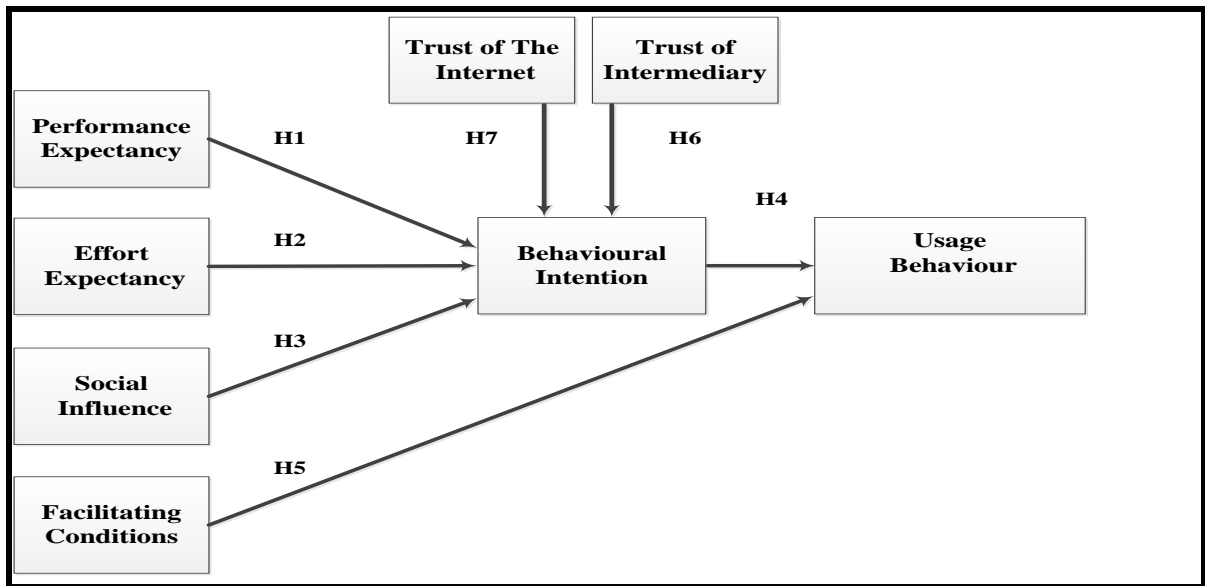 Trust of The
Internet
Trust of
Intermediary
Performance
Expectancy
H1
H7
H6
Effort
Expectancy
H2
Behavioural
Intention
H4
Usage
Behaviour
H3
Social
Influence
H5
Facilitating
Conditions